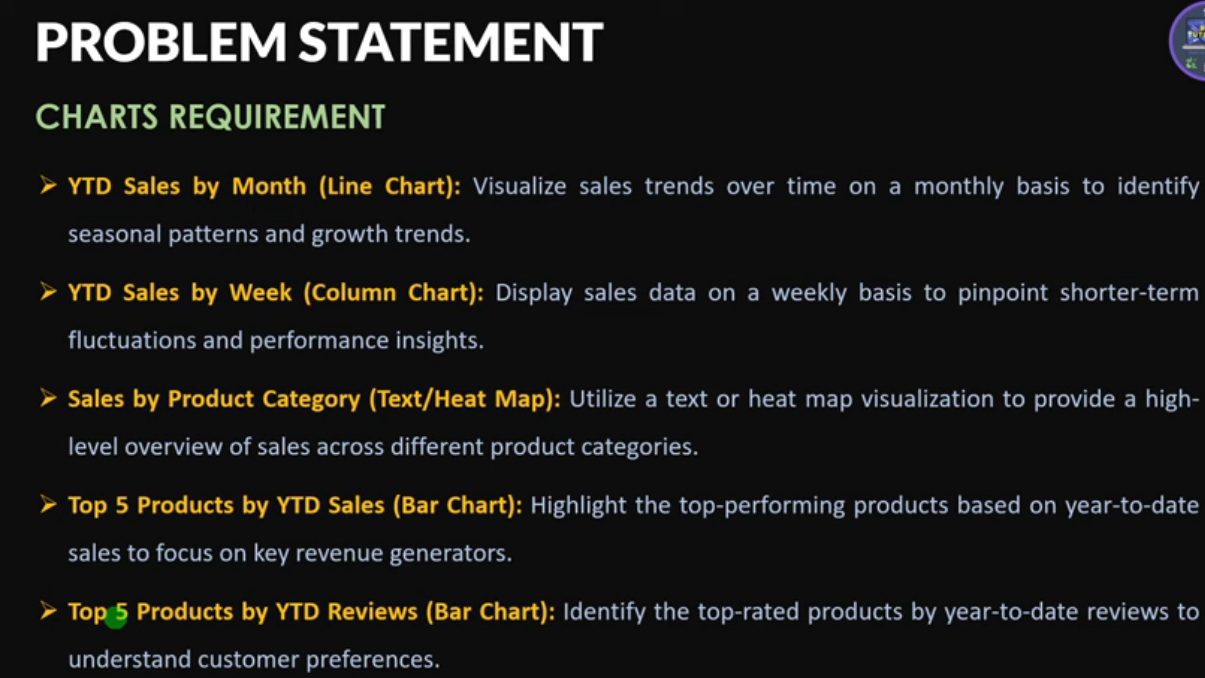 PROBLEM STATEMENT
CHARTS REQUIREMENT
➢ YTD Sales by Month (Line Chart): Visualize sales trends over time on a monthly basis to identify
seasonal patterns and growth trends.
➢ YTD Sales by Week (Column Chart): Display sales data on a weekly basis to pinpoint shorter-term
fluctuations and performance insights.
➢ Sales by Product Category (Text/Heat Map): Utilize a text or heat map visualization to provide a high-
level overview of sales across different product categories.
➢ Top 5 Products by YTD Sales (Bar Chart): Highlight the top-performing products based on year-to-date
sales to focus on key revenue generators.
➢ Top 5 Products by YTD Reviews (Bar Chart): Identify the top-rated products by year-to-date reviews to
understand customer preferences.